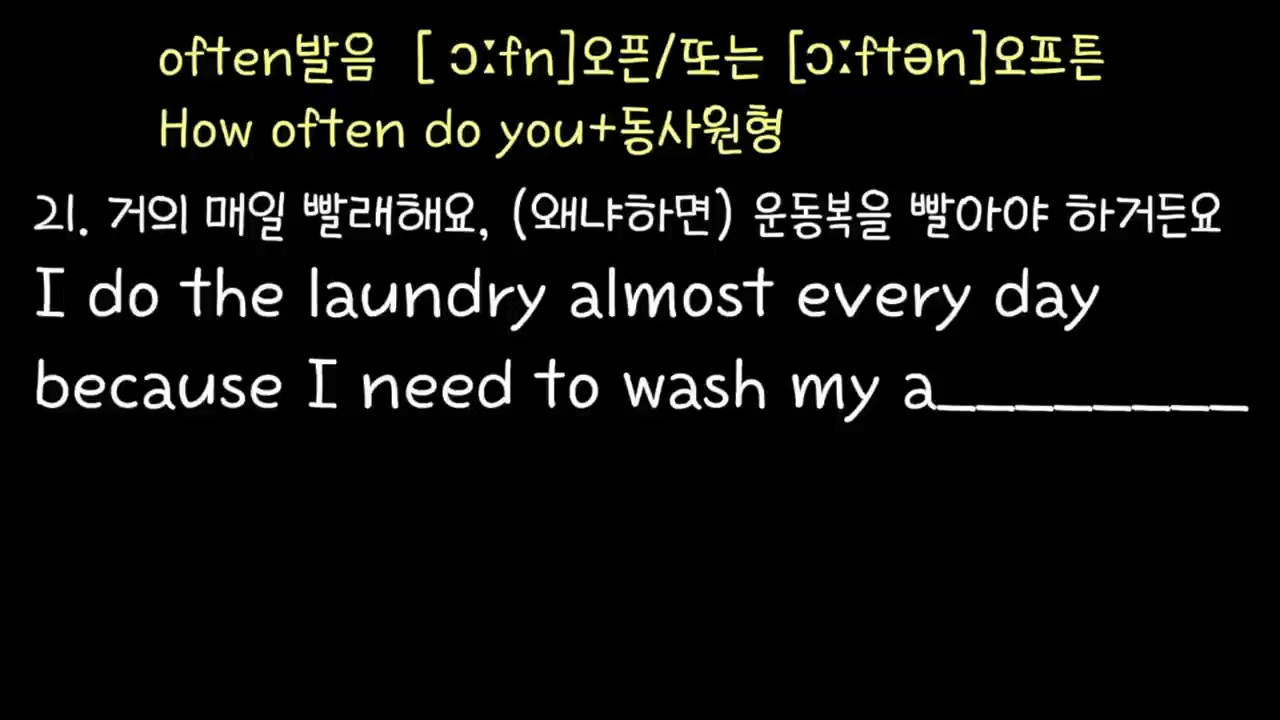 often발음 [ ɔːfn]오픈/또는 [ɔːftən]오프튼
How often do you+동사원형
21. 거의 매일 빨래해요, (왜냐하면) 운동복을 빨아야 하거든요
I do the laundry almost every day
because I need to wash my a________